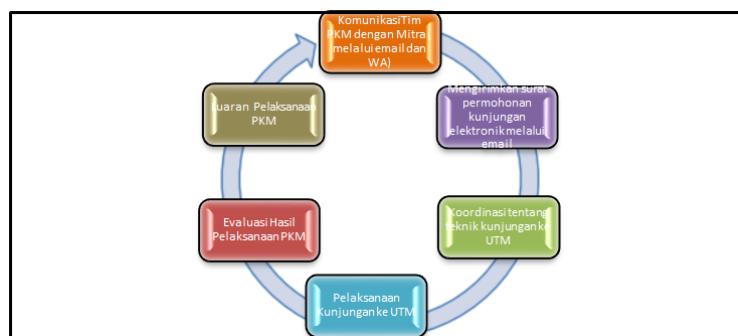 KomunikasiTim
PKM dengan Mitra
melalui email dan
WA)
Mengirimkan surat
permohonan
kunjungan
elektronik melalui
email
Koordinasi tentang
teknik kunjungan ke
UTM
Pelaksanaan
Kunjungan ke UTM
Evaluasi Hasil
Pelaksanaan PKM
Luaran Pelaksanaan
PKM